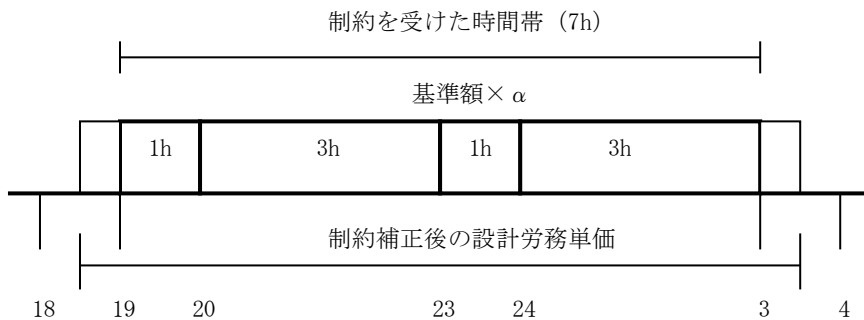 制約を受けた時間帯 (7h)
基準額×α
1h 3h 1h 3h
制約補正後の設計労務単価
18 19 20 23 24 3 4